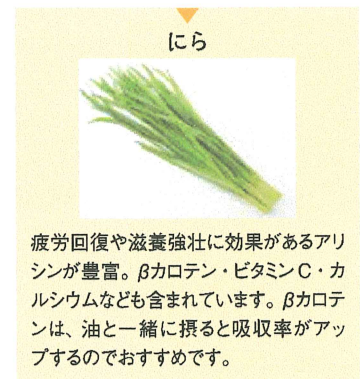 にら
疲労回復や滋養強壮に効果があるアリ
シンが豊富。βカロテン・ビタミンC・カ
ルシウムなども含まれています。βカロテ
ンは、油と一緒に摂ると吸収率がアッ
プするのでおすすめです。